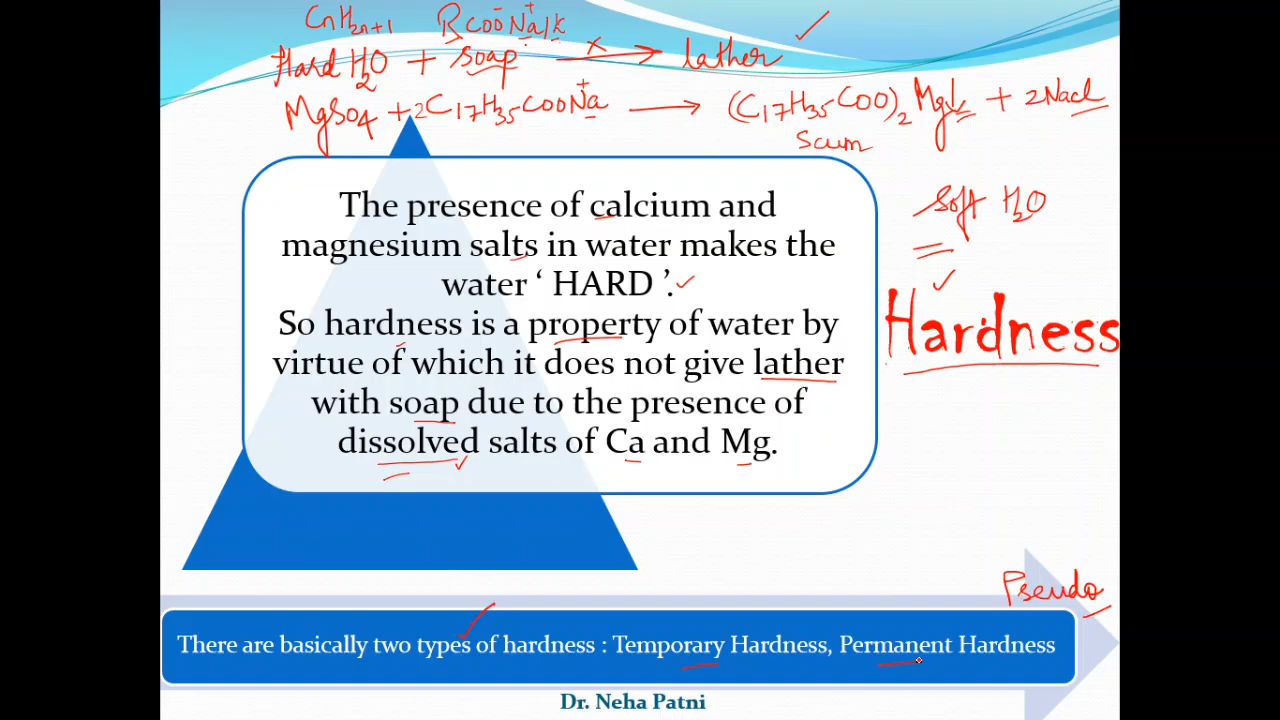 CnH2n+1 RCOO⁻Na⁺/K
Hard H2O + soap ⟶ lather ✓
MgSO4 + 2C17H35COONa⁺ ⟶ (C17H35COO)2Mg↓ + 2NaCl
Scum
The presence of calcium and
magnesium salts in water makes the
water ‘ HARD ’.
So hardness is a property of water by
virtue of which it does not give lather
with soap due to the presence of
dissolved salts of Ca and Mg.
Soft H2O
Hardness
Pseudo
There are basically two types of hardness : Temporary Hardness, Permanent Hardness
Dr. Neha Patni